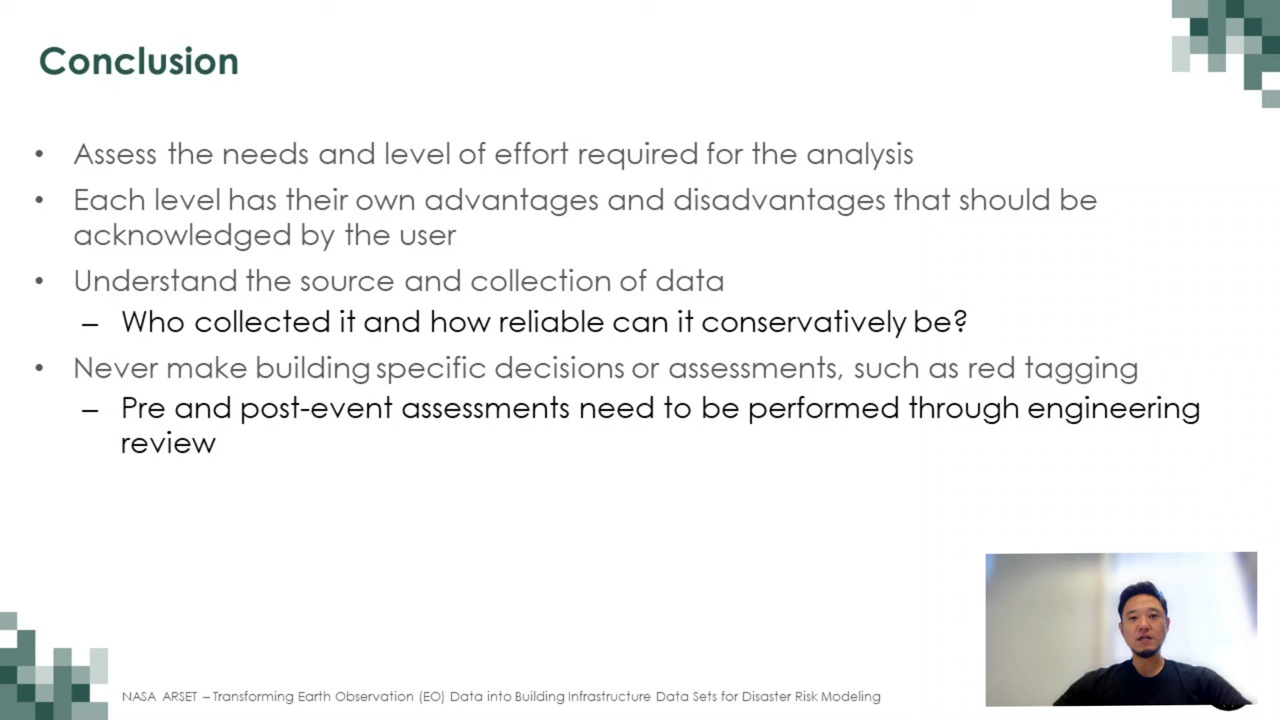 Conclusion
• Assess the needs and level of effort required for the analysis
• Each level has their own advantages and disadvantages that should be
acknowledged by the user
• Understand the source and collection of data
– Who collected it and how reliable can it conservatively be?
• Never make building specific decisions or assessments, such as red tagging
– Pre and post-event assessments need to be performed through engineering
review
NASA ARSET – Transforming Earth Observation (EO) Data into Building Infrastructure Data Sets for Disaster Risk Modeling